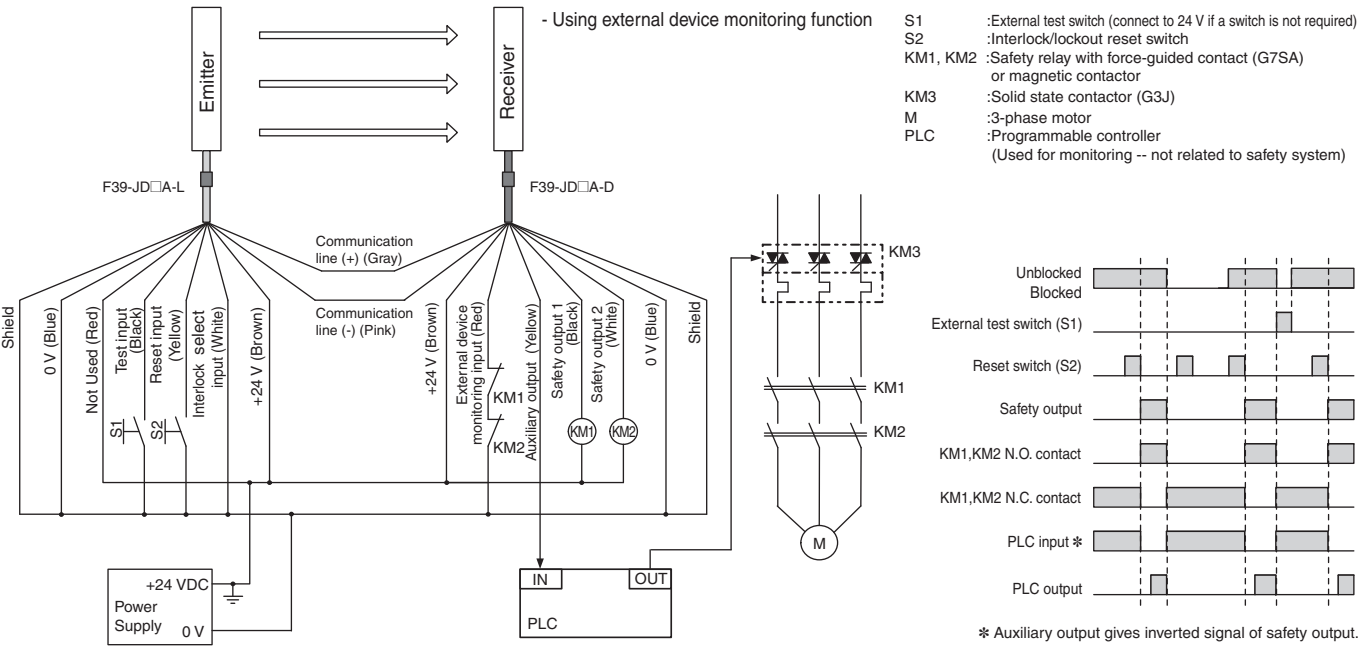 - Using external device monitoring function
S1 :External test switch (connect to 24 V if a switch is not required)
S2 :Interlock/lockout reset switch
KM1, KM2 :Safety relay with force-guided contact (G7SA)
or magnetic contactor
KM3 :Solid state contactor (G3J)
M :3-phase motor
PLC :Programmable controller
(Used for monitoring -- not related to safety system)
Emitter
Receiver
F39-JD□A-L
F39-JD□A-D
Communication
line (+) (Gray)
Communication
line (-) (Pink)
Shield
0 V (Blue)
Not Used (Red)
Test input
(Black)
Reset input
(Yellow)
Interlock select
input (White)
+24 V (Brown)
+24 V (Brown)
External device
monitoring input (Red)
Auxiliary output (Yellow)
Safety output 1
(Black)
Safety output 2
(White)
0 V (Blue)
Shield
S1
S2
KM1
KM2
KM1
KM2
KM3
KM1
KM2
M
+24 VDC
Power
Supply
0 V
IN
OUT
PLC
Unblocked
Blocked
External test switch (S1)
Reset switch (S2)
Safety output
KM1,KM2 N.O. contact
KM1,KM2 N.C. contact
PLC input ✽
PLC output
✽ Auxiliary output gives inverted signal of safety output.